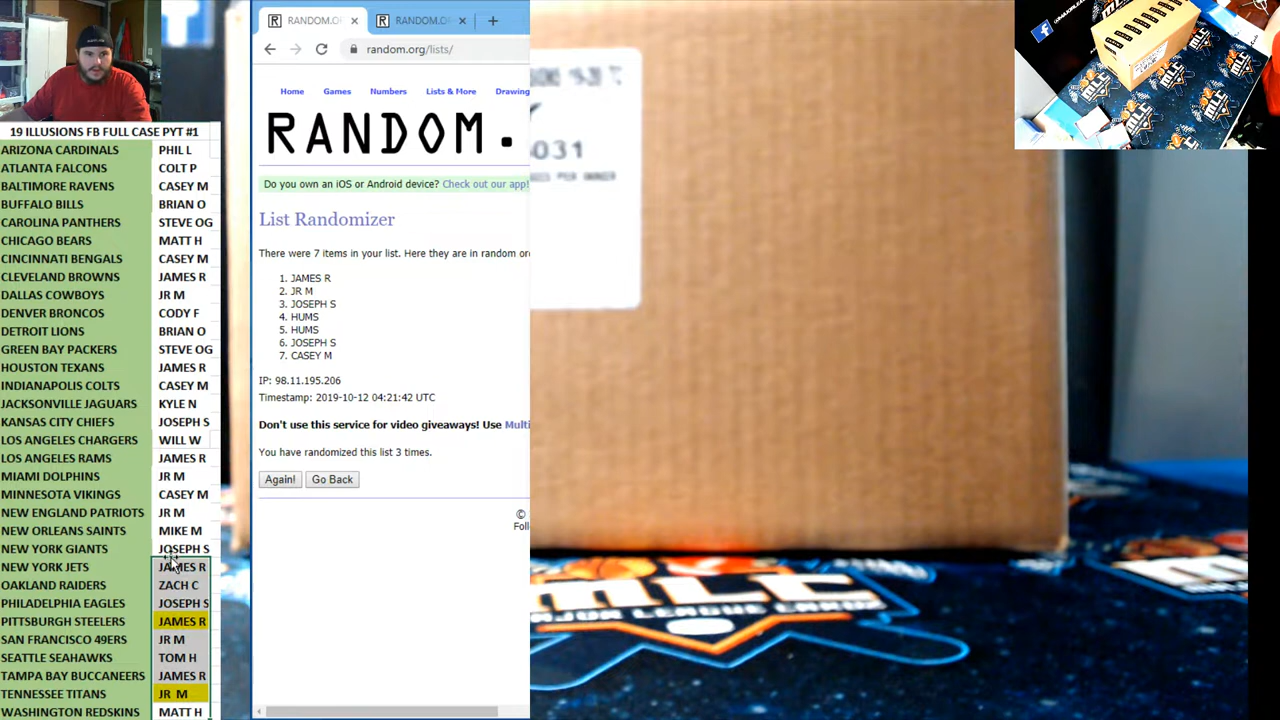 19 ILLUSIONS FB FULL CASE PYT #1
ARIZONA CARDINALS PHIL L
ATLANTA FALCONS COLT P
BALTIMORE RAVENS CASEY M
BUFFALO BILLS BRIAN O
CAROLINA PANTHERS STEVE OG
CHICAGO BEARS MATT H
CINCINNATI BENGALS CASEY M
CLEVELAND BROWNS JAMES R
DALLAS COWBOYS JR M
DENVER BRONCOS CODY F
DETROIT LIONS BRIAN O
GREEN BAY PACKERS STEVE OG
HOUSTON TEXANS JAMES R
INDIANAPOLIS COLTS CASEY M
JACKSONVILLE JAGUARS KYLE N
KANSAS CITY CHIEFS JOSEPH S
LOS ANGELES CHARGERS WILL W
LOS ANGELES RAMS JAMES R
MIAMI DOLPHINS JR M
MINNESOTA VIKINGS CASEY M
NEW ENGLAND PATRIOTS JR M
NEW ORLEANS SAINTS MIKE M
NEW YORK GIANTS JOSEPH S
NEW YORK JETS JAMES R
OAKLAND RAIDERS ZACH C
PHILADELPHIA EAGLES JOSEPH S
PITTSBURGH STEELERS JAMES R
SAN FRANCISCO 49ERS JR M
SEATTLE SEAHAWKS TOM H
TAMPA BAY BUCCANEERS JAMES R
TENNESSEE TITANS JR M
WASHINGTON REDSKINS MATT H
R RANDOM.O × R RANDOM.O × +
random.org/lists/
Home Games Numbers Lists & More Drawing
RANDOM.
Do you own an iOS or Android device? Check out our app!
List Randomizer
There were 7 items in your list. Here they are in random or
1. JAMES R
2. JR M
3. JOSEPH S
4. HUMS
5. HUMS
6. JOSEPH S
7. CASEY M
IP: 98.11.195.206
Timestamp: 2019-10-12 04:21:42 UTC
Don't use this service for video giveaways! Use Multi
You have randomized this list 3 times.
Again! Go Back
©
Foll
031
MLC
MAJOR LEAGUE CARDS
MLC
MLC